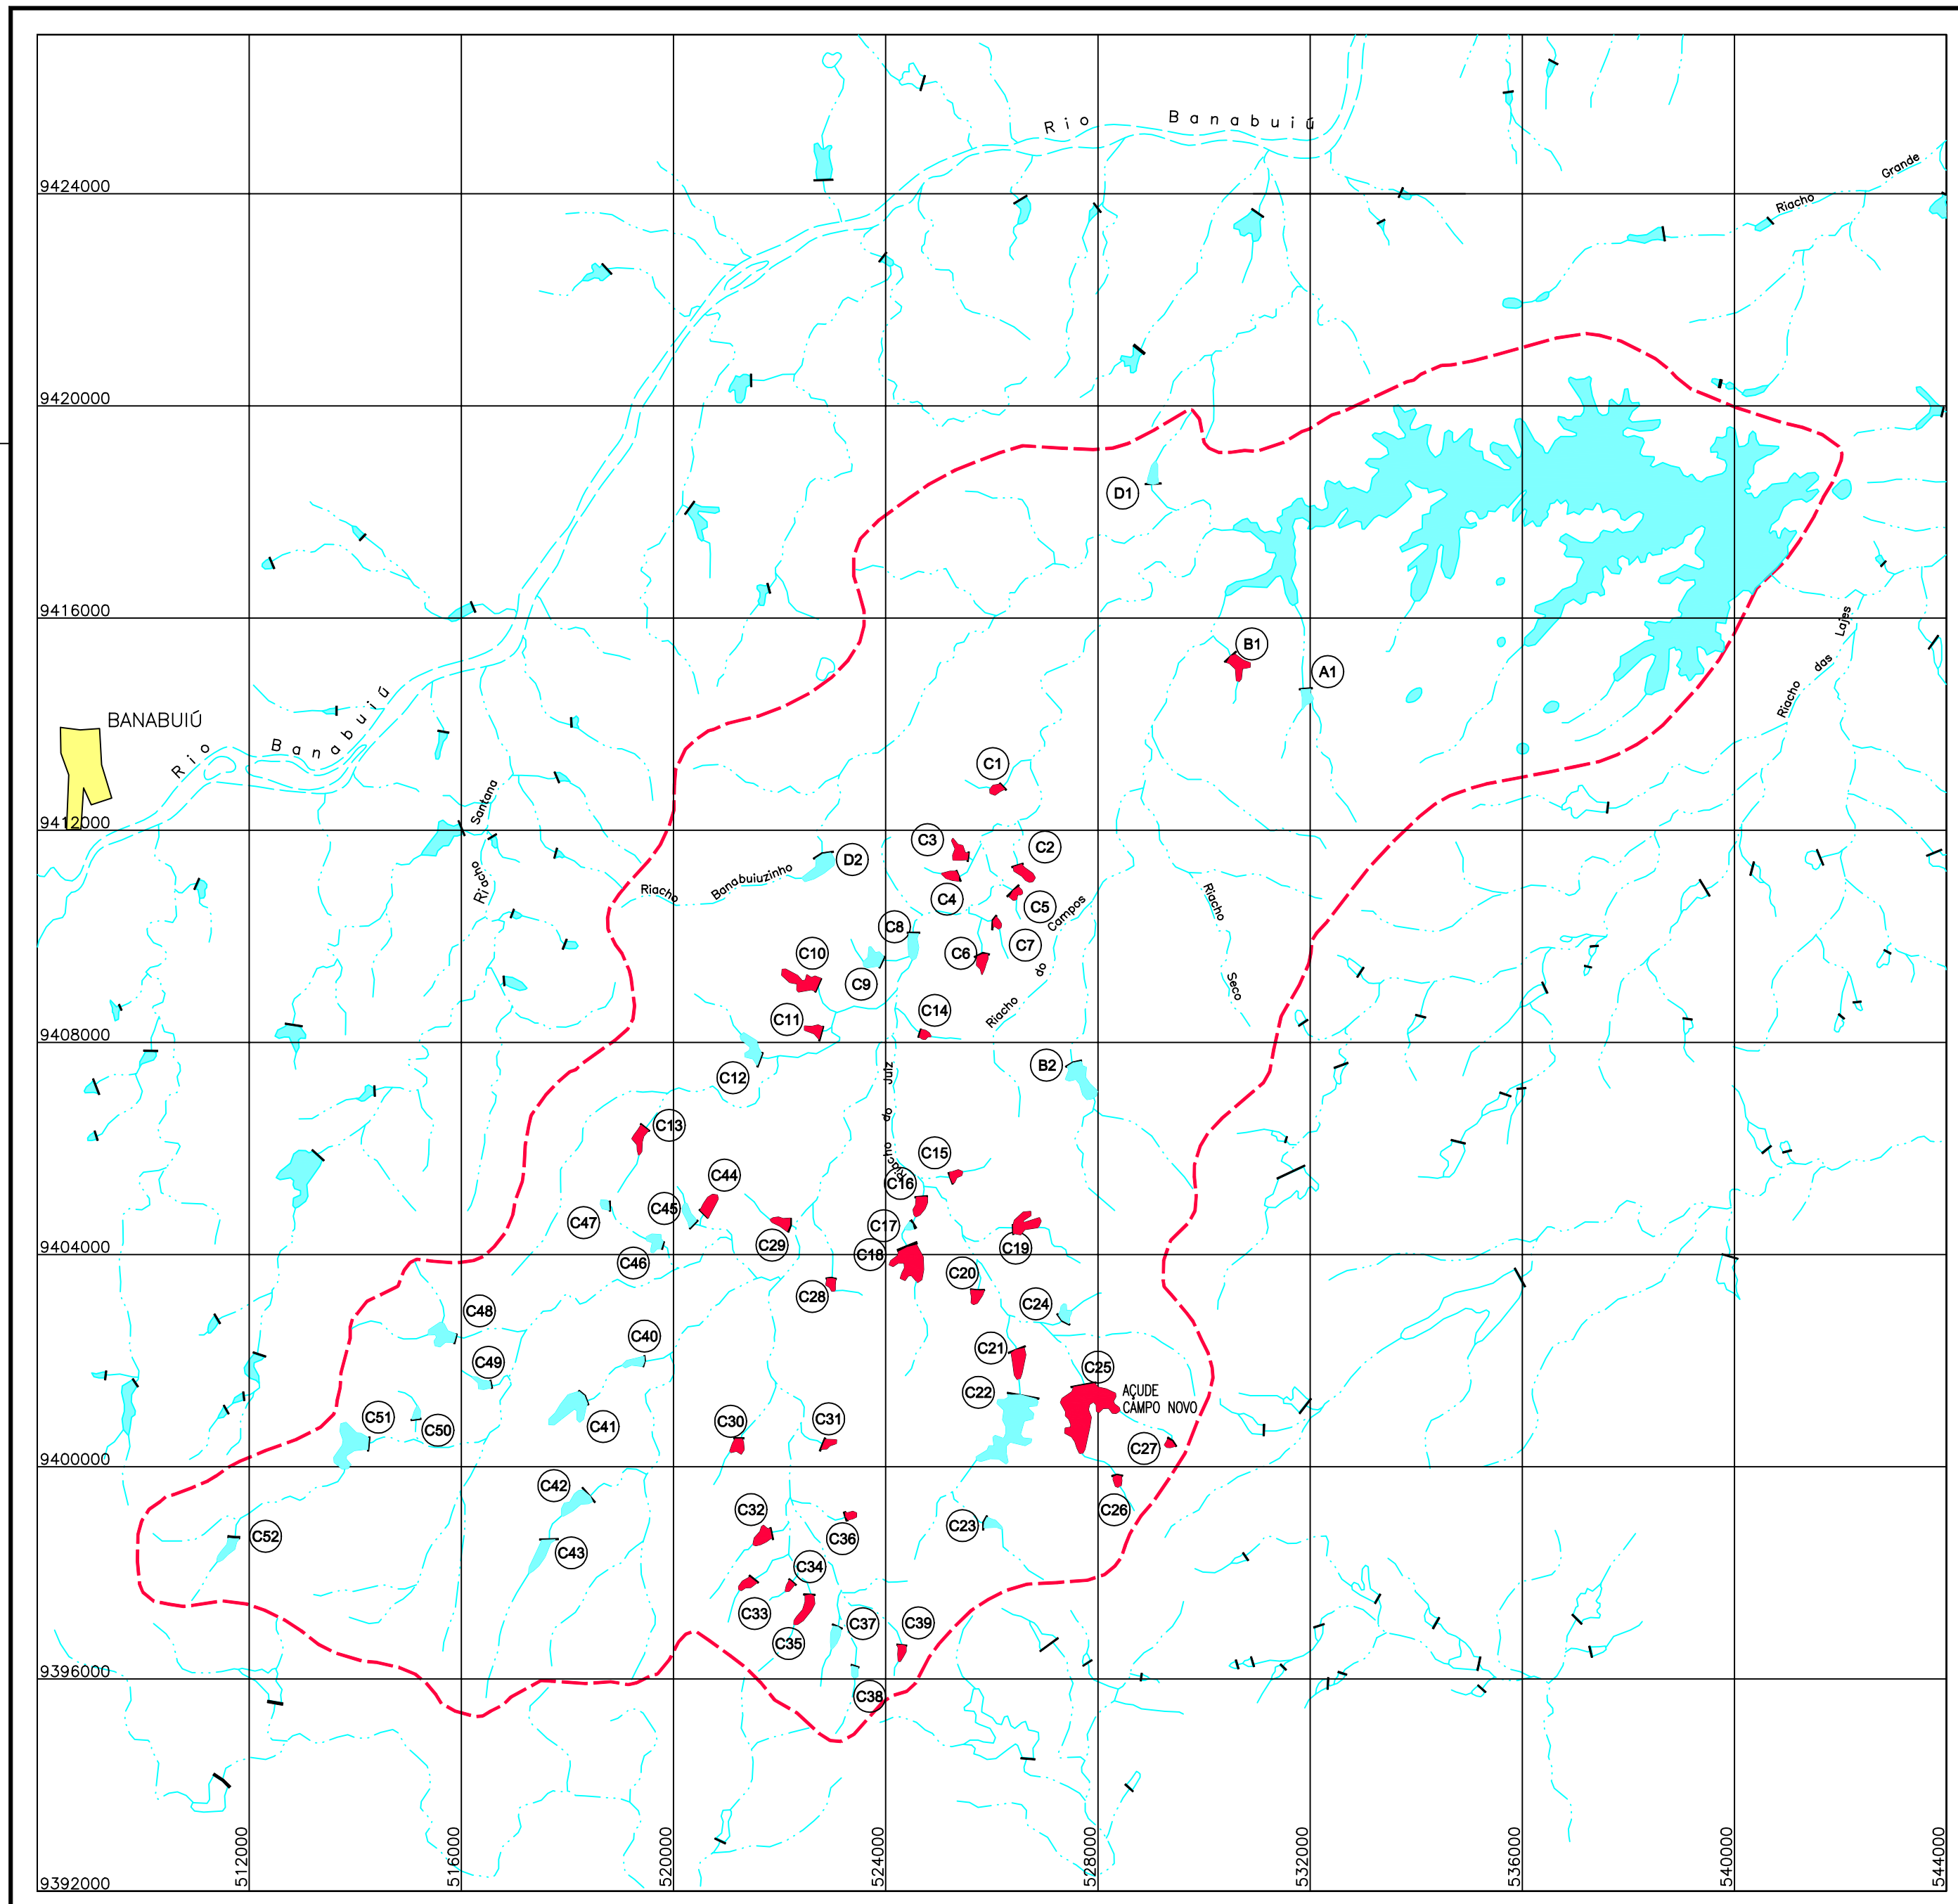 Rio Banabuiú
9424000
Riacho Grande
9420000
D1
9416000
B1
A1
Riacho das Lajes
BANABUIÚ
Rio Banabuiú
C1
Riacho Santana
9412000
C3
C2
D2
Riacho Banabuiuzinho
C4
C5
Riacho do Campos
Riacho Seco
C8
C7
C10
C6
C9
C14
C11
9408000
B2
C12
Riacho do Juiz
C13
C15
C44
C16
C45
C47
C17
C29
C19
9404000
C18
C46
C20
C28
C24
C48
C40
C21
C49
C25
AÇUDE
CAMPO NOVO
C22
C51
C50
C41
C30
C31
C27
9400000
C42
C32
C26
C23
C52
C36
C43
C34
C33
C37
C39
C35
9396000
C38
9392000
512000
516000
520000
524000
528000
532000
536000
540000
544000